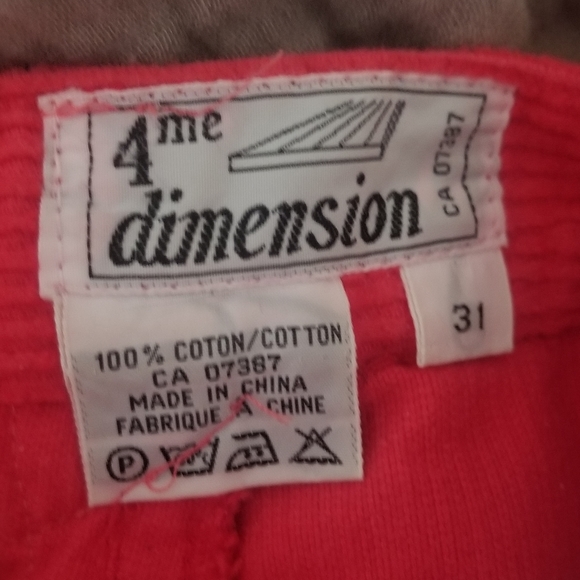 4me
dimension
CA 07387
31
100% COTON/COTTON
CA 07387
MADE IN CHINA
FABRIQUE A CHINE
P